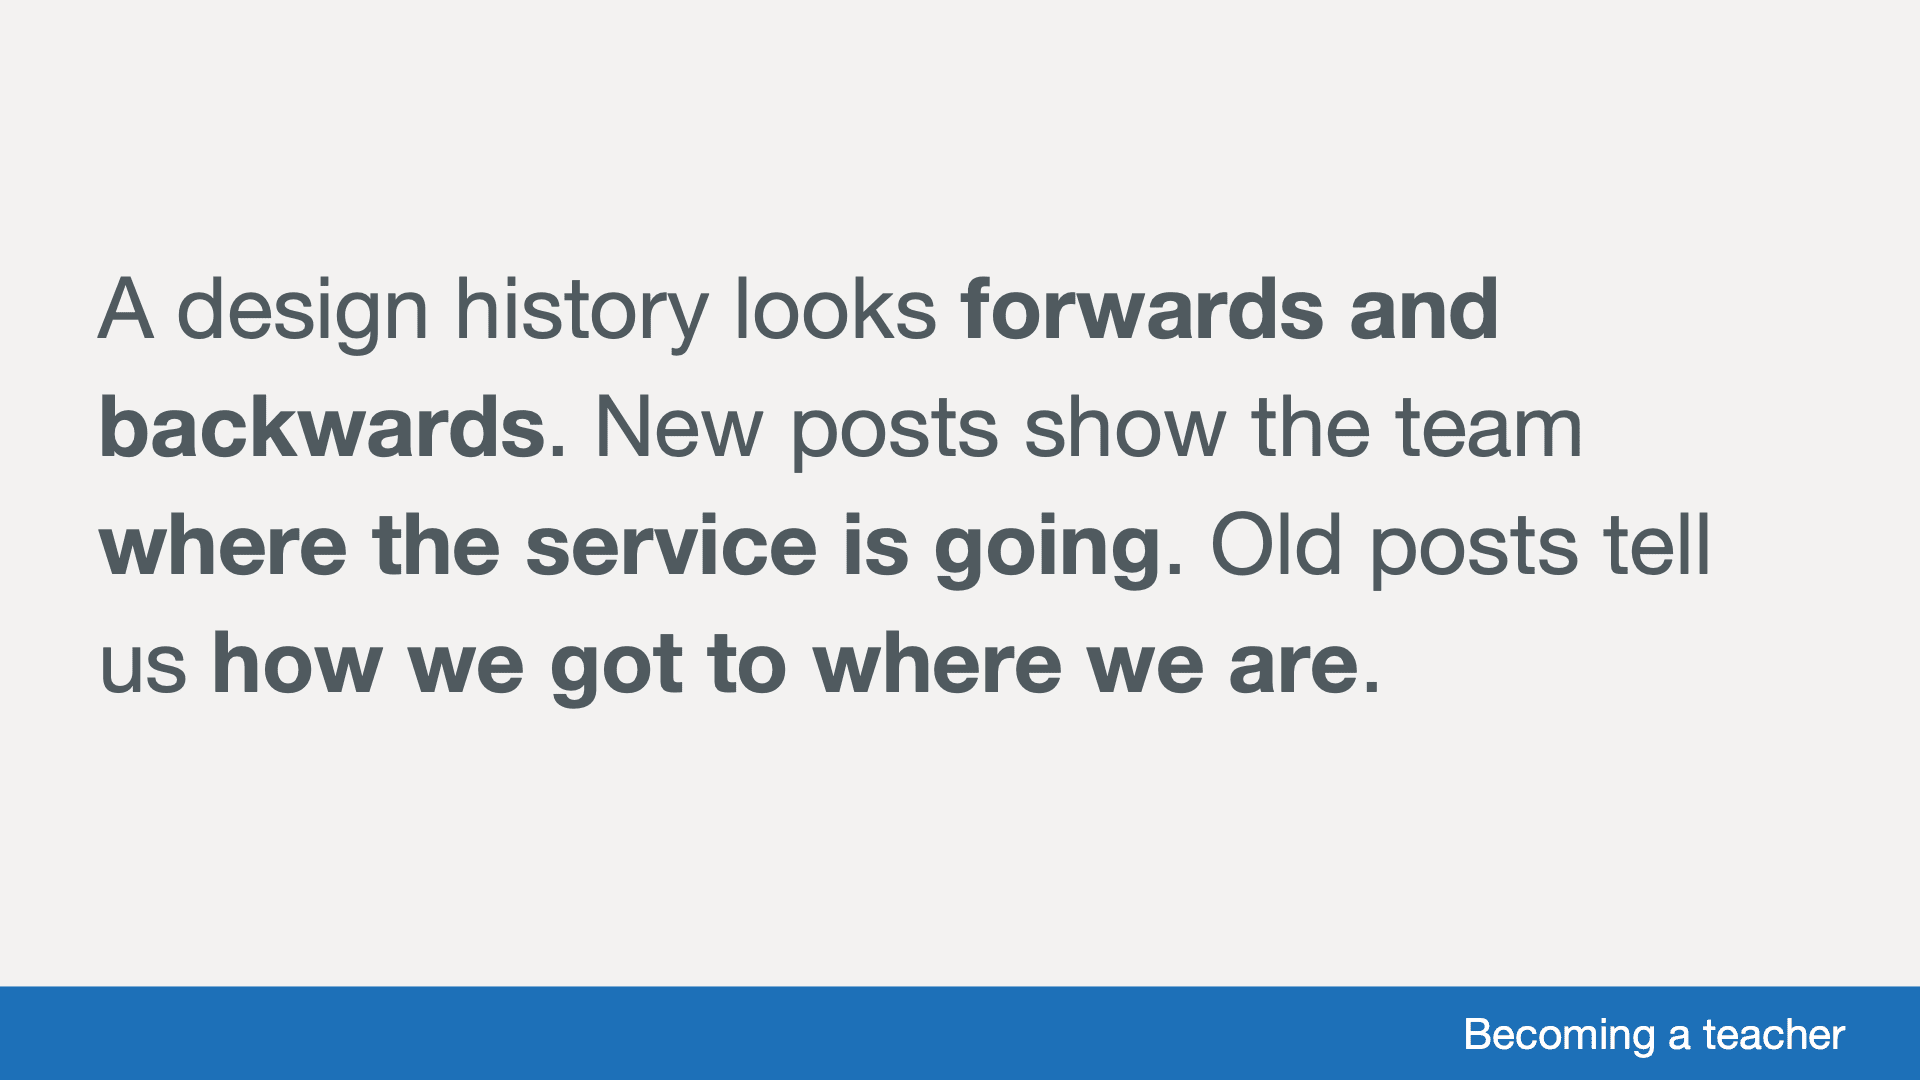 A design history looks forwards and
backwards. New posts show the team
where the service is going. Old posts tell
us how we got to where we are.
Becoming a teacher